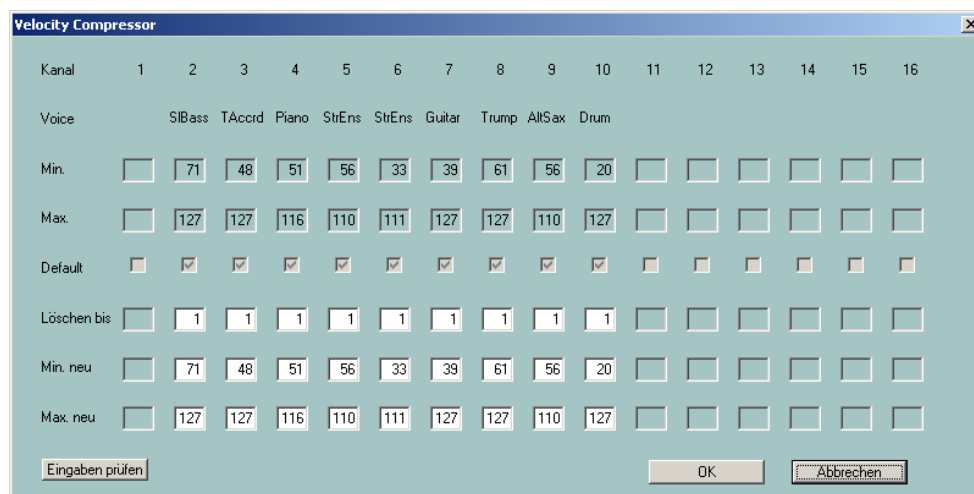 Velocity Compressor
Kanal 1 2 3 4 5 6 7 8 9 10 11 12 13 14 15 16
Voice SlBass TAccrd Piano StrEns StrEns Guitar Trump AltSax Drum
Min. 71 48 51 56 33 39 61 56 20
Max. 127 127 116 110 111 127 127 110 127
Default
Löschen bis 1 1 1 1 1 1 1 1 1
Min. neu 71 48 51 56 33 39 61 56 20
Max. neu 127 127 116 110 111 127 127 110 127
Eingaben prüfen OK Abbrechen